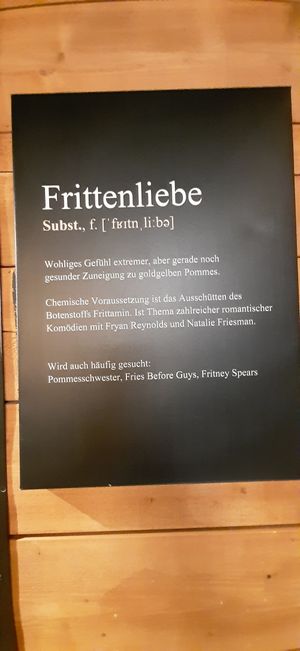 Frittenliebe
Subst., f. [ˈfʁɪtn̩ˌliːbə]
Wohliges Gefühl extremer, aber gerade noch
gesunder Zuneigung zu goldgelben Pommes.
Chemische Voraussetzung ist das Ausschütten des
Botenstoffs Frittamin. Ist Thema zahlreicher romantischer
Komödien mit Fryan Reynolds und Natalie Friesman.
Wird auch häufig gesucht:
Pommesschwester, Fries Before Guys, Fritney Spears